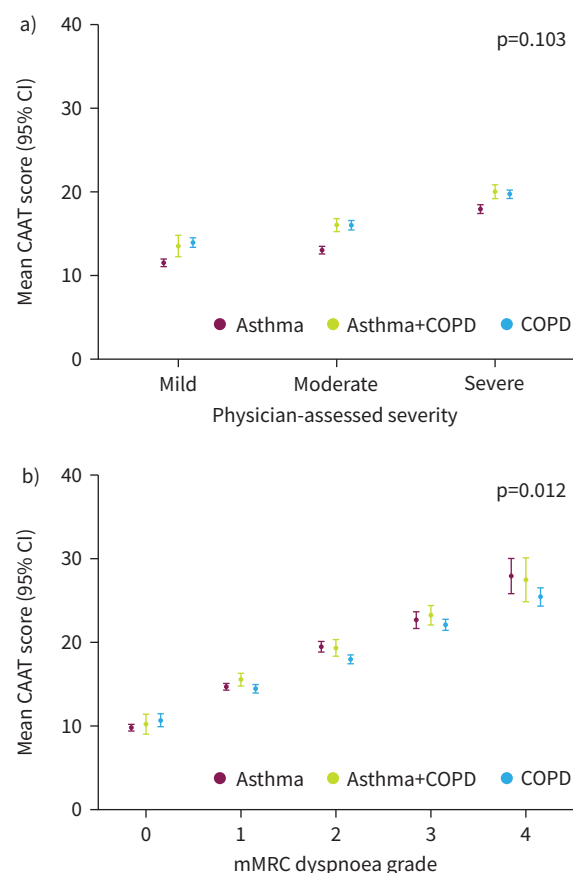 a)
p=0.103
Mean CAAT score (95% CI)
40
30
20
10
0
Asthma Asthma+COPD COPD
Mild Moderate Severe
Physician-assessed severity
b)
p=0.012
Mean CAAT score (95% CI)
40
30
20
10
0
Asthma Asthma+COPD COPD
0 1 2 3 4
mMRC dyspnoea grade